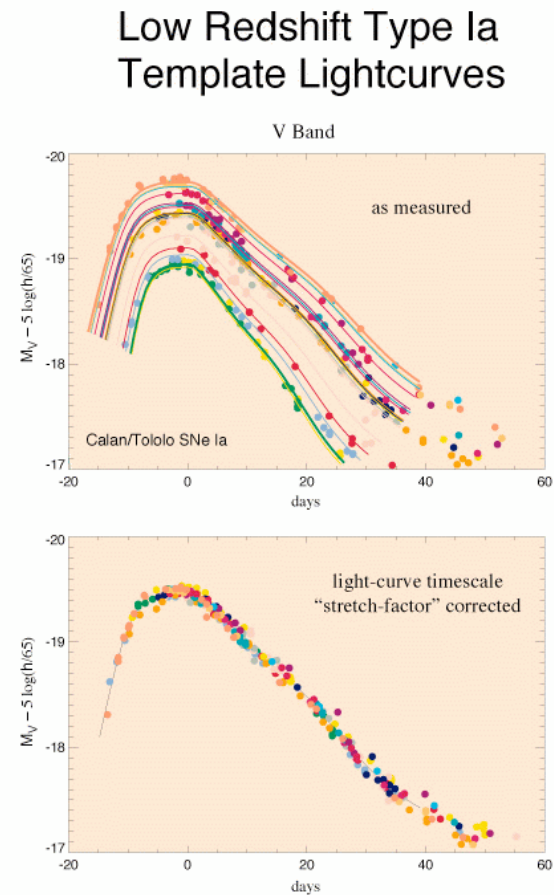 Low Redshift Type Ia
Template Lightcurves
V Band
-20
as measured
-19
M_V – 5 log(h/65)
-18
Calan/Tololo SNe Ia
-17
-20 0 20 40 60
days
-20
light-curve timescale
“stretch-factor” corrected
-19
M_V – 5 log(h/65)
-18
-17
-20 0 20 40 60
days